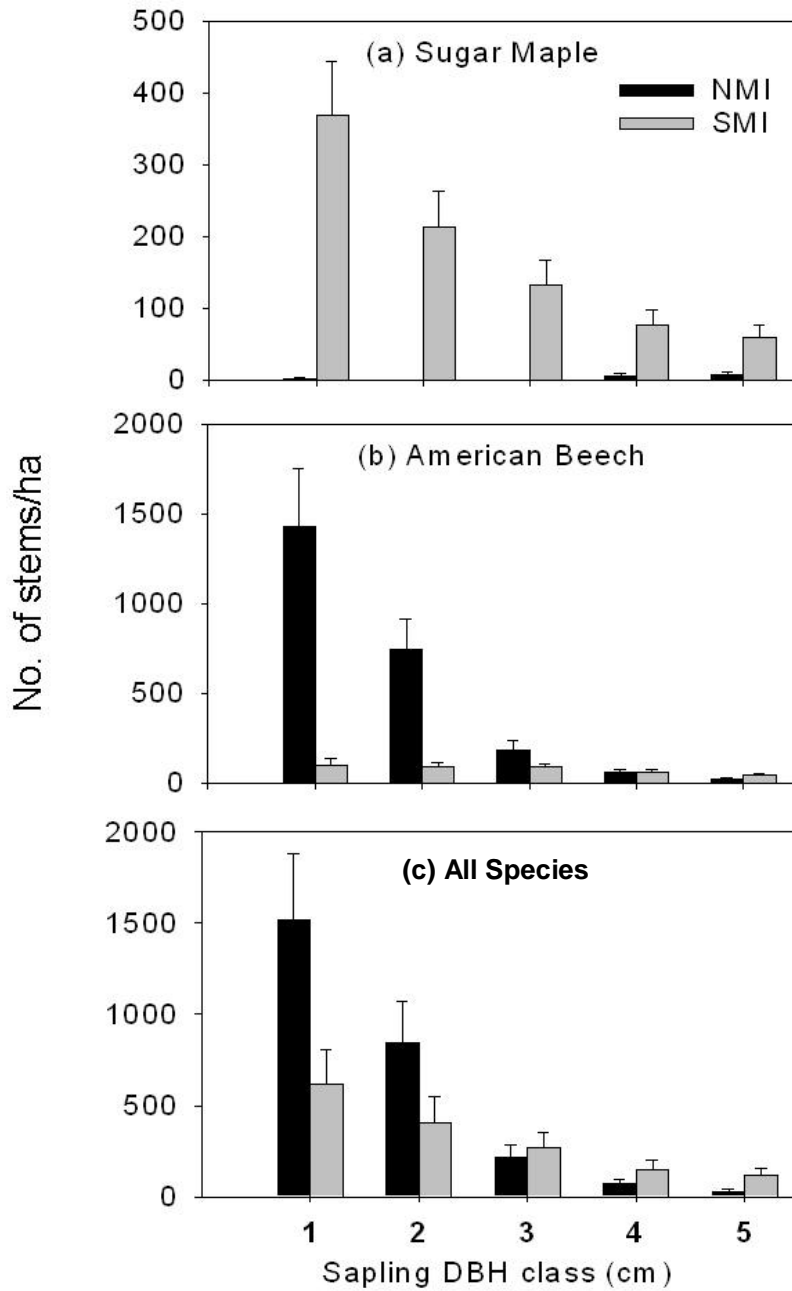 500
(a) Sugar Maple
NMI
400
SMI
300
200
100
0
2000
(b) American Beech
1500
1000
500
0
No. of stems/ha
2000
(c) All Species
1500
1000
500
0
1 2 3 4 5
Sapling DBH class (cm)